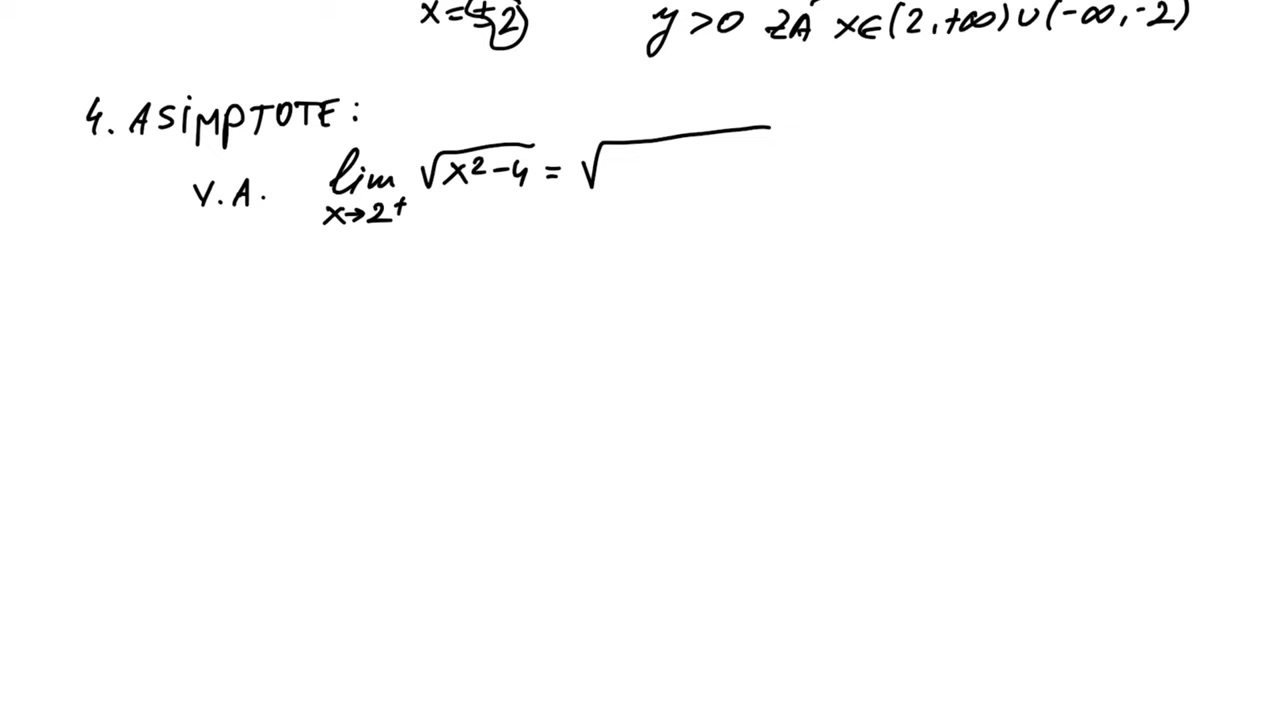 x=±2 y>0 ZA x∈(2,+∞)∪(-∞,-2)
4. ASIMPTOTE:
V.A. lim √(x²-4) = √
x→2⁺